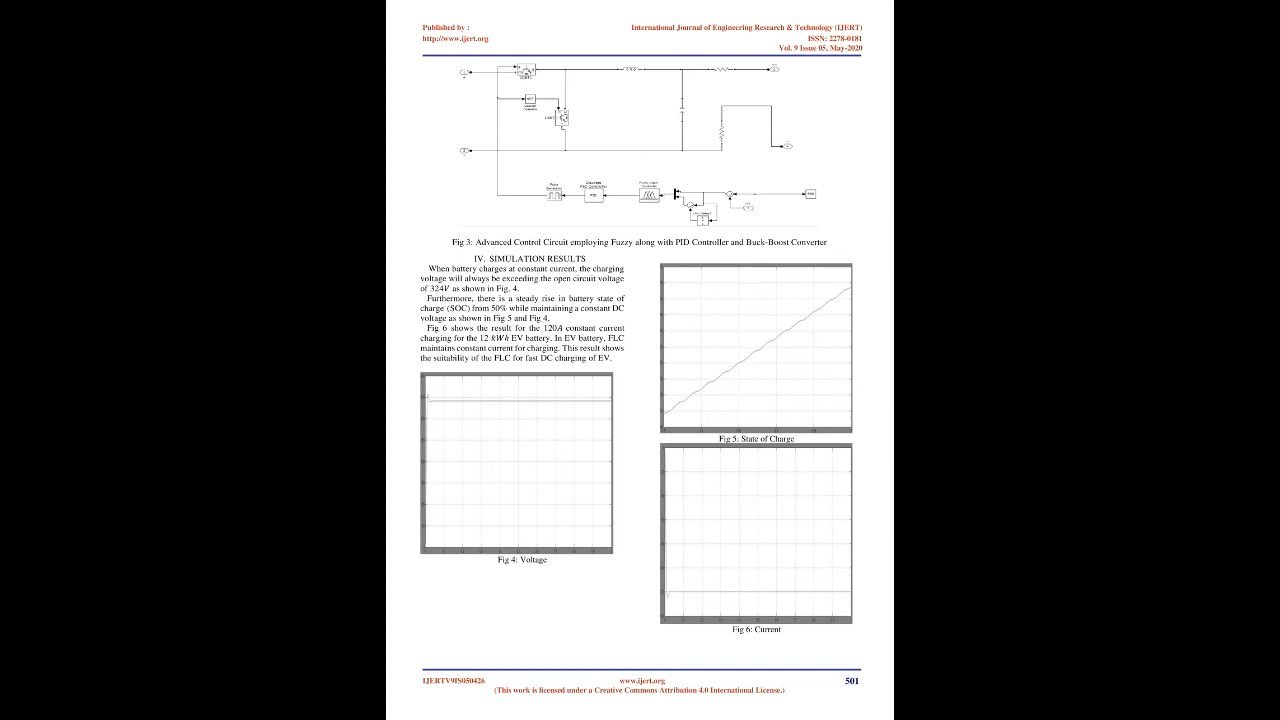 Published by :
http://www.ijert.org
International Journal of Engineering Research & Technology (IJERT)
ISSN: 2278-0181
Vol. 9 Issue 05, May-2020
Fig 3: Advanced Control Circuit employing Fuzzy along with PID Controller and Buck-Boost Converter
IV. SIMULATION RESULTS
When battery charges at constant current, the charging
voltage will always be exceeding the open circuit voltage
of 324V as shown in Fig. 4.
Furthermore, there is a steady rise in battery state of
charge (SOC) from 50% while maintaining a constant DC
voltage as shown in Fig 5 and Fig 4.
Fig 6 shows the result for the 120A constant current
charging for the 12 kWh EV battery. In EV battery, FLC
maintains constant current for charging. This result shows
the suitability of the FLC for fast DC charging of EV.
Fig 4: Voltage
Fig 5: State of Charge
Fig 6: Current
IJERTV9IS050426
www.ijert.org
501
(This work is licensed under a Creative Commons Attribution 4.0 International License.)